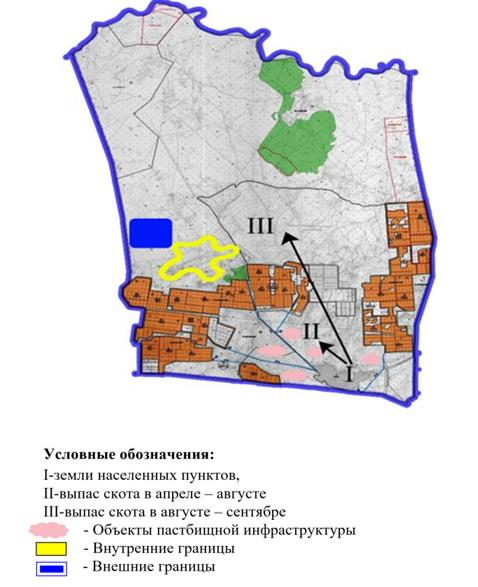 III
II
I
Условные обозначения:
I-земли населенных пунктов,
II-выпас скота в апреле – августе
III-выпас скота в августе – сентябре
- Объекты пастбищной инфраструктуры
- Внутренние границы
- Внешние границы